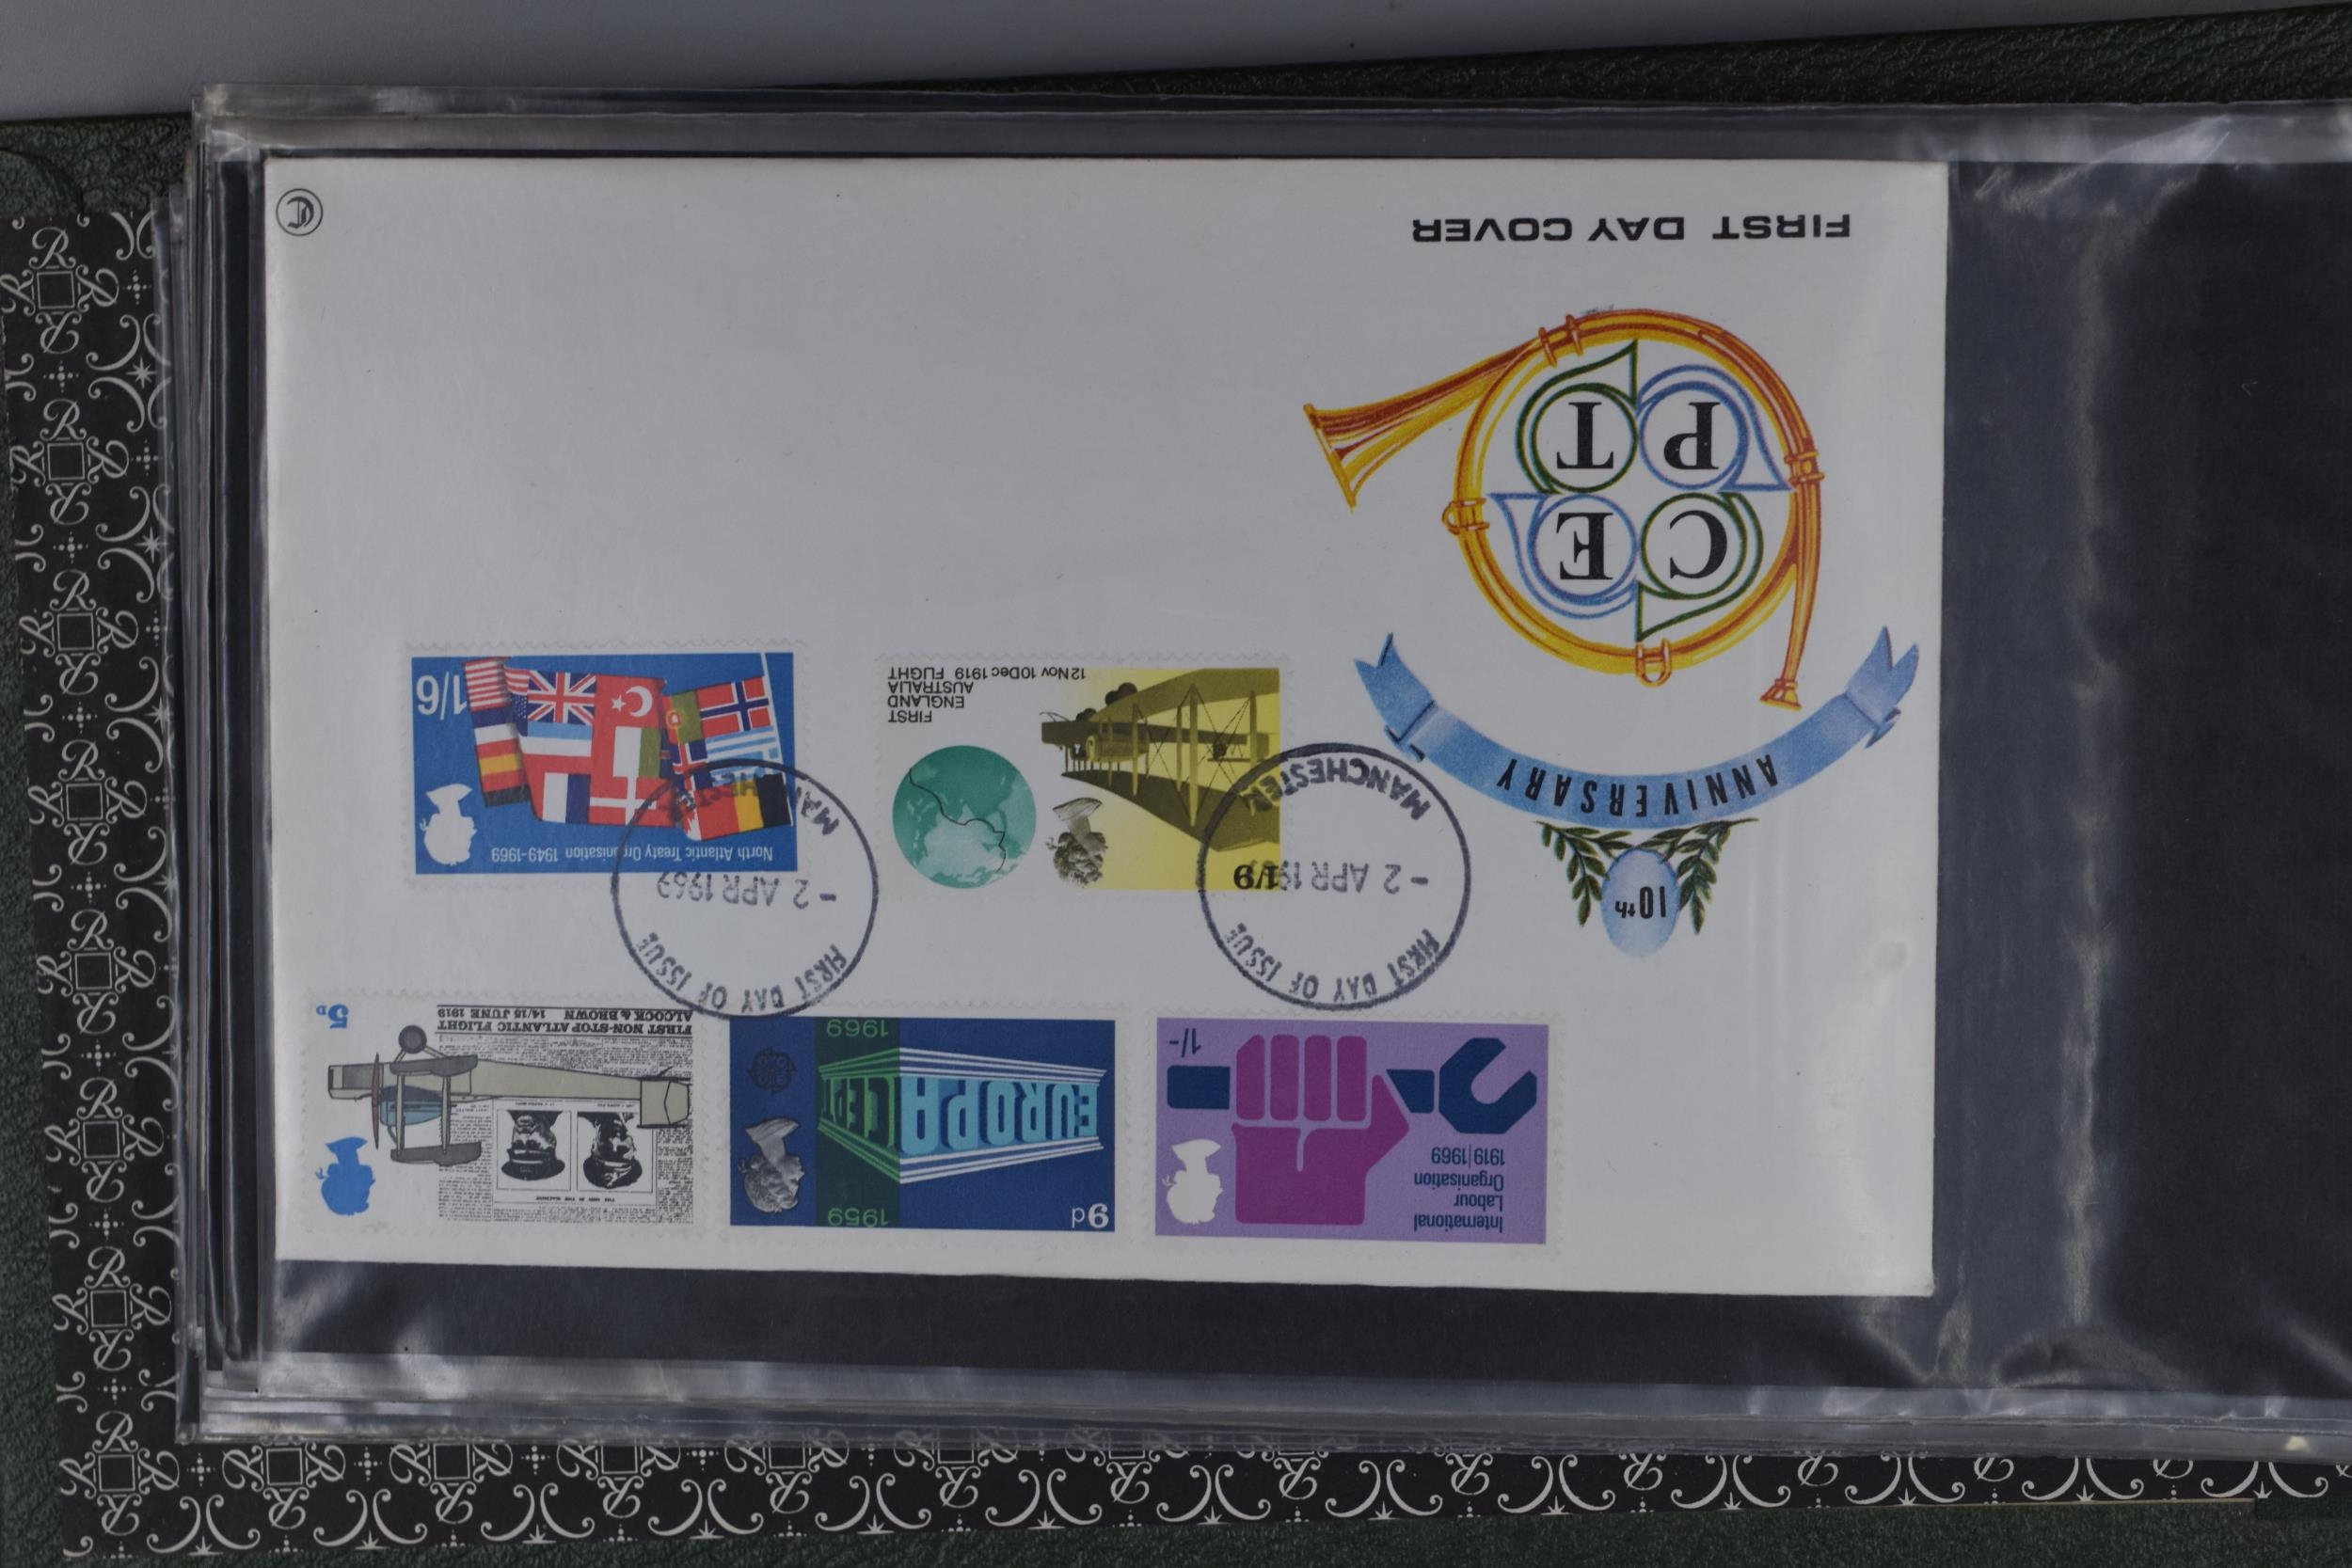 International
Labour
Organisation
1919|1969
1/-
9d
1959
EUROPA CEPT
1969
FIRST NON-STOP ATLANTIC FLIGHT
ALCOCK & BROWN 14/15 JUNE 1919
5d
10th
ANNIVERSARY
C E
P T
FIRST DAY COVER
FIRST DAY OF ISSUE
- 2 APR 1969
MANCHESTER
1/9
FIRST
ENGLAND
AUSTRALIA
12 Nov 10 Dec 1919 FLIGHT
FIRST DAY OF ISSUE
- 2 APR 1969
MANCHESTER
North Atlantic Treaty Organisation 1949-1969
1/6